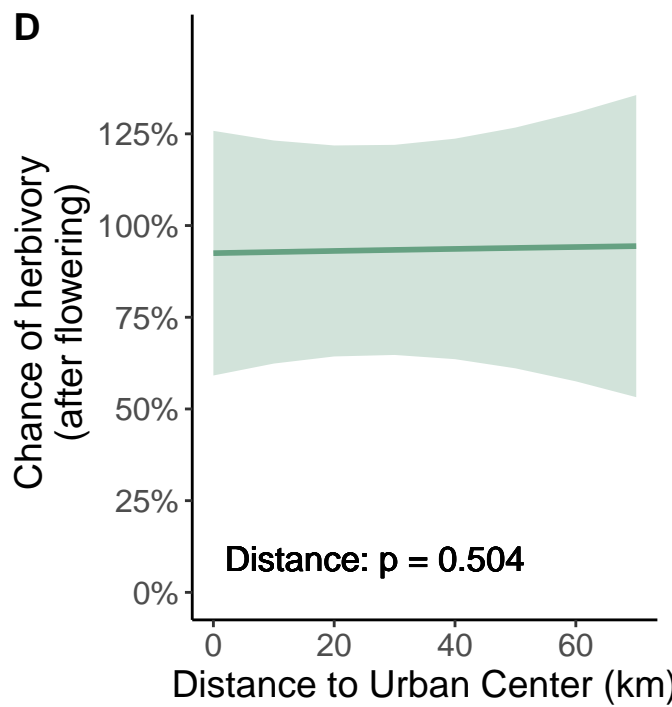 D
Chance of herbivory
(after flowering)
125%
100%
75%
50%
25%
0%
Distance: p = 0.504
0 20 40 60
Distance to Urban Center (km)